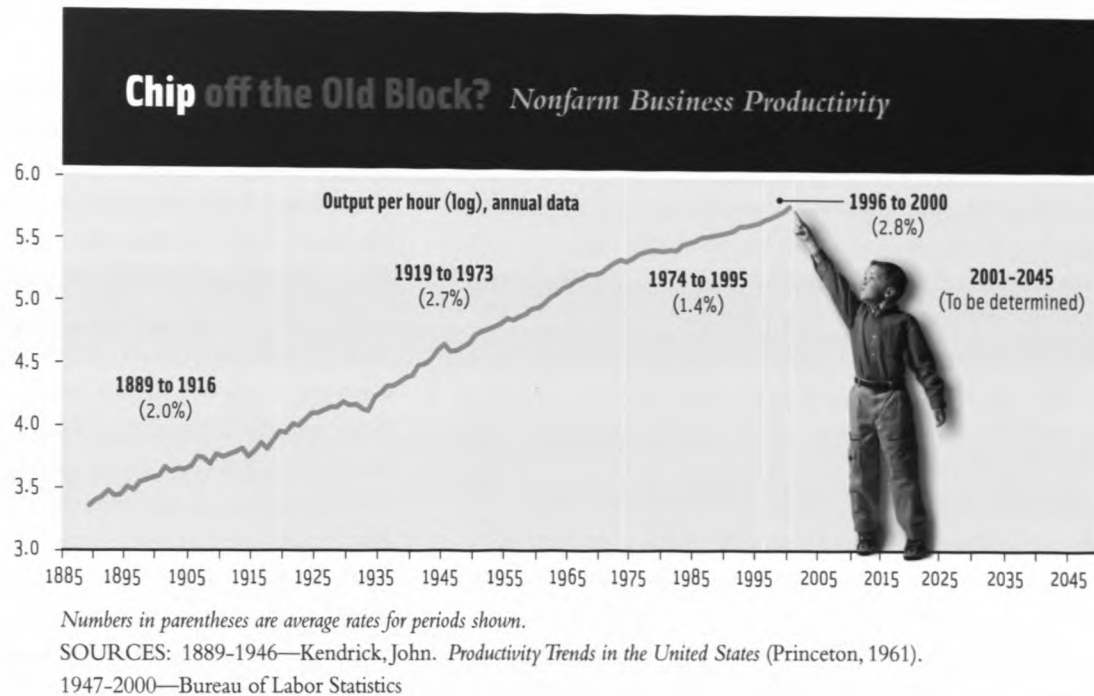 Chip off the Old Block? Nonfarm Business Productivity
6.0
Output per hour (log), annual data
1996 to 2000
(2.8%)
5.5
1919 to 1973
(2.7%)
1974 to 1995
(1.4%)
2001-2045
(To be determined)
5.0
4.5
1889 to 1916
(2.0%)
4.0
3.5
3.0
1885 1895 1905 1915 1925 1935 1945 1955 1965 1975 1985 1995 2005 2015 2025 2035 2045
Numbers in parentheses are average rates for periods shown.
SOURCES: 1889-1946—Kendrick, John. Productivity Trends in the United States (Princeton, 1961).
1947-2000—Bureau of Labor Statistics